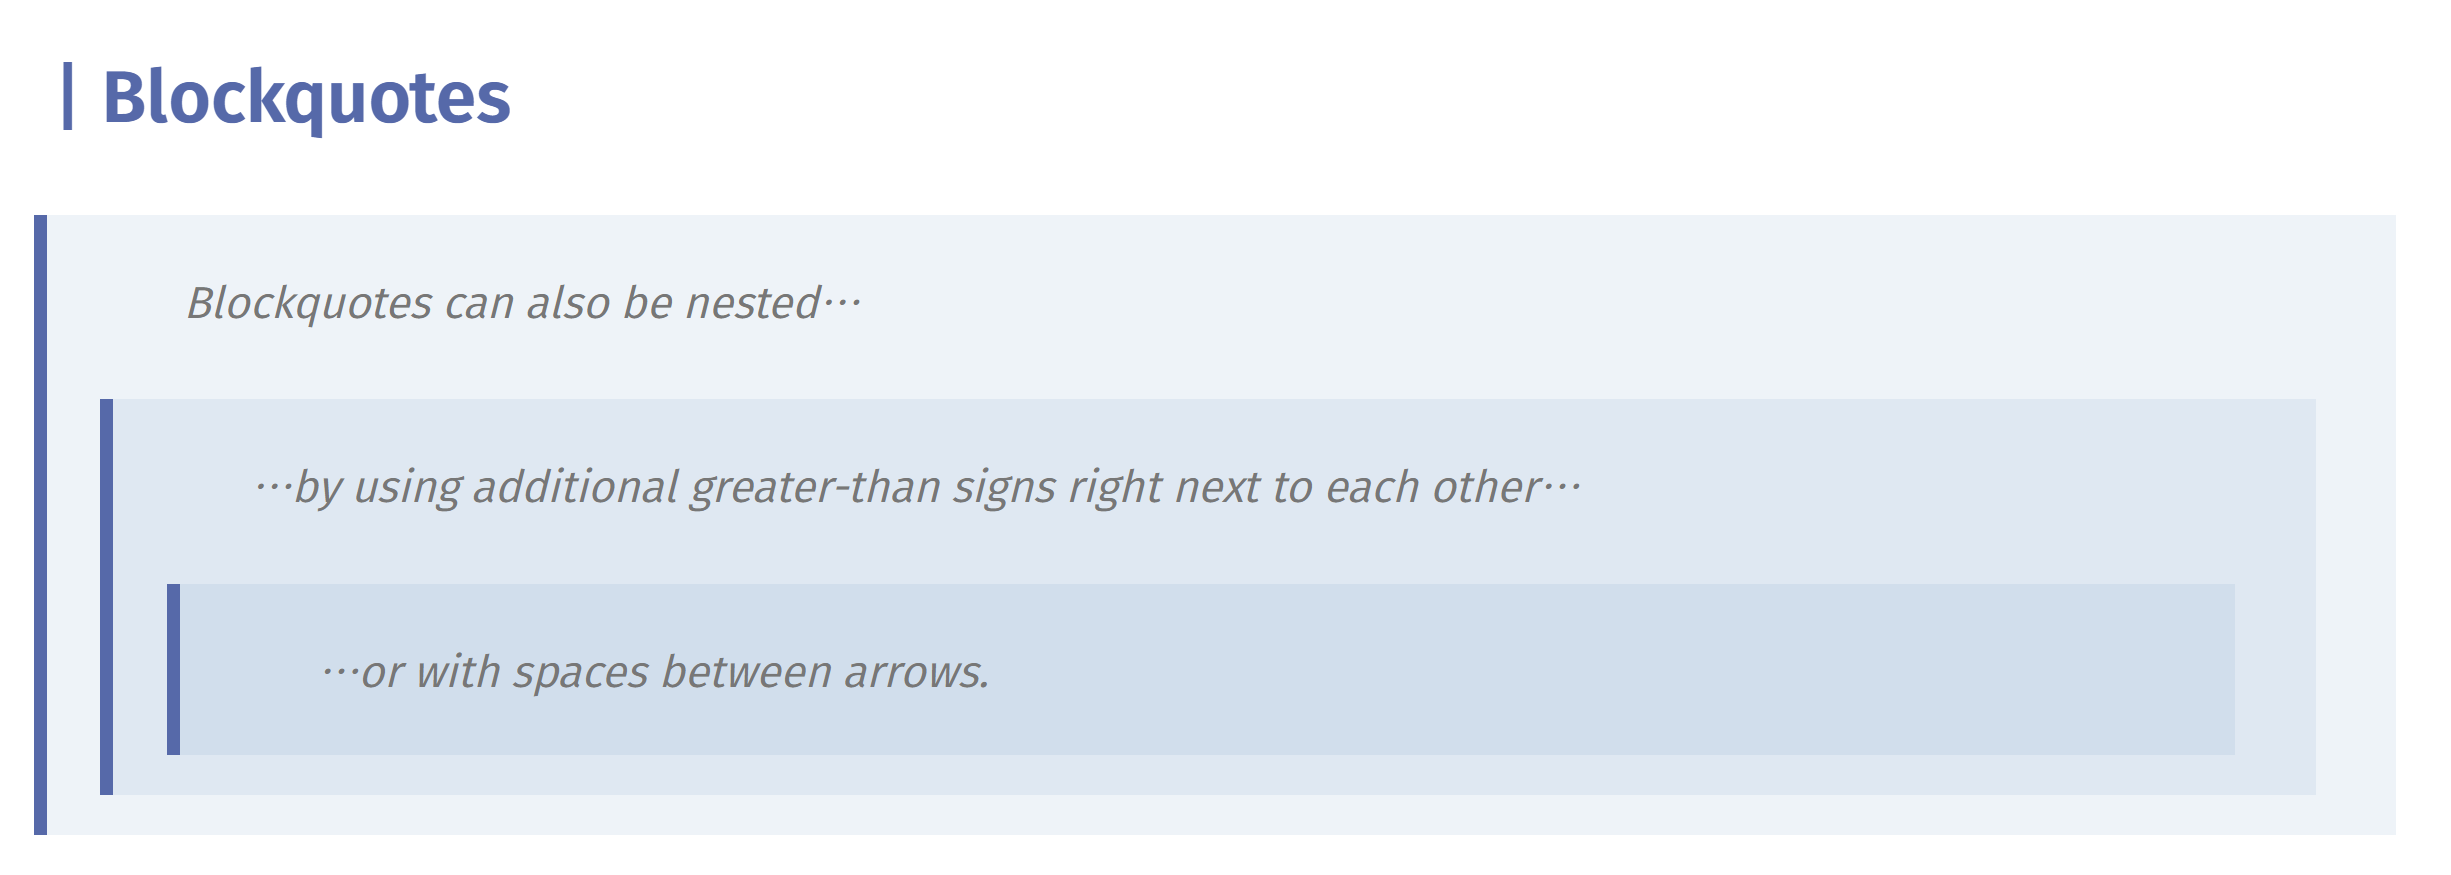 Blockquotes
Blockquotes can also be nested…
…by using additional greater-than signs right next to each other…
…or with spaces between arrows.